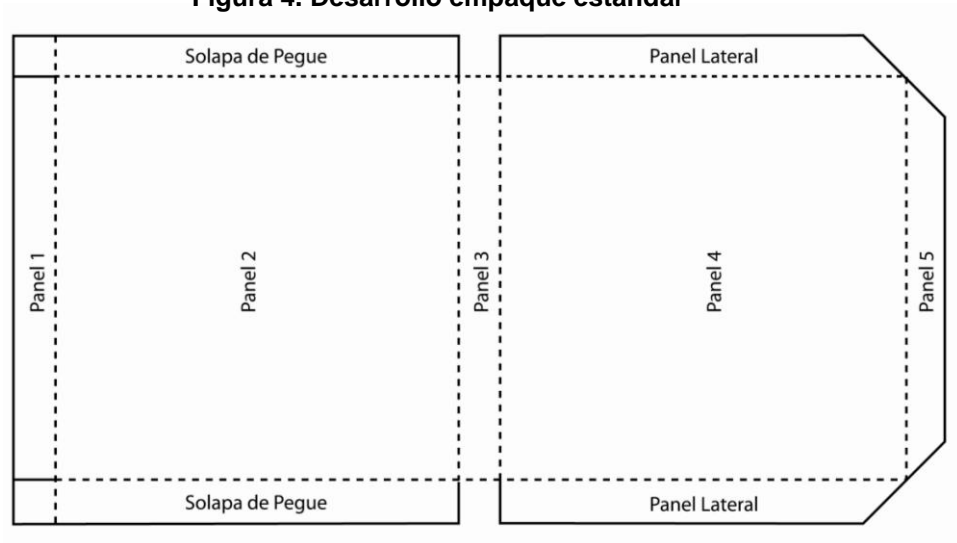 Figura 4. Desarrollo empaque estándar
Solapa de Pegue
Panel Lateral
Panel 1
Panel 2
Panel 3
Panel 4
Panel 5
Solapa de Pegue
Panel Lateral